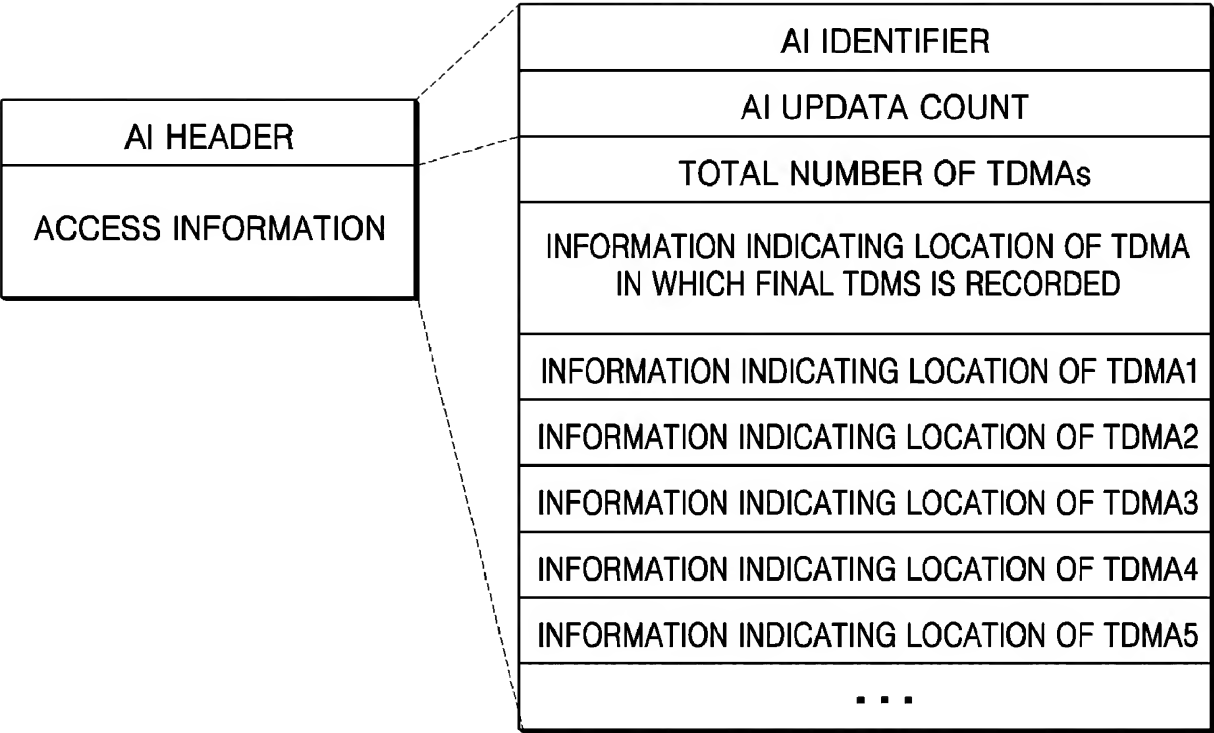 AI HEADER
ACCESS INFORMATION
AI IDENTIFIER
AI UPDATA COUNT
TOTAL NUMBER OF TDMAs
INFORMATION INDICATING LOCATION OF TDMA
IN WHICH FINAL TDMS IS RECORDED
INFORMATION INDICATING LOCATION OF TDMA1
INFORMATION INDICATING LOCATION OF TDMA2
INFORMATION INDICATING LOCATION OF TDMA3
INFORMATION INDICATING LOCATION OF TDMA4
INFORMATION INDICATING LOCATION OF TDMA5
. . .